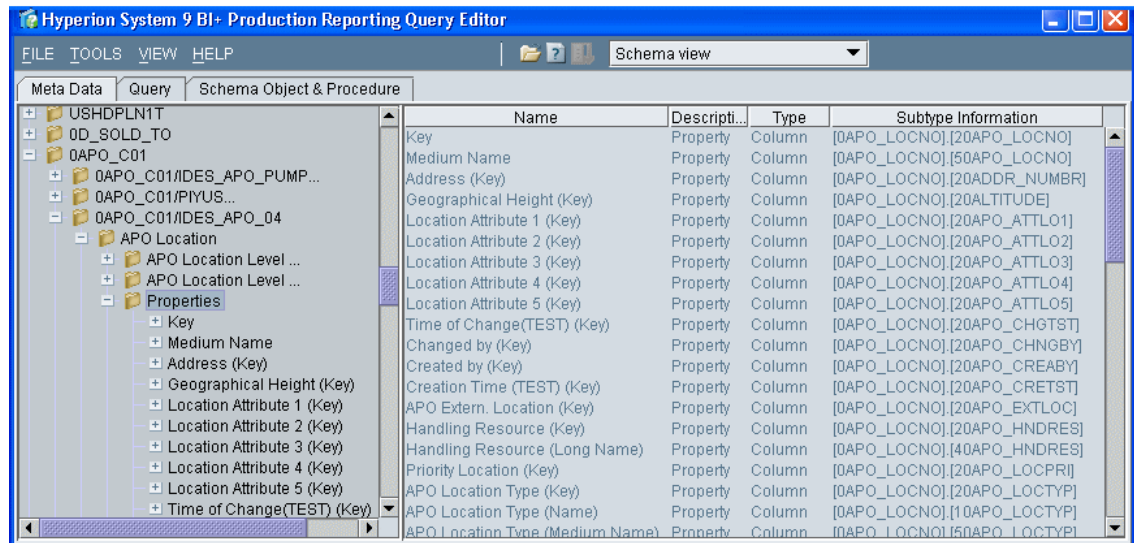 Hyperion System 9 BI+ Production Reporting Query Editor
FILE TOOLS VIEW HELP Schema view
Meta Data Query Schema Object & Procedure
USHDPLN1T
0D_SOLD_TO
0APO_C01
0APO_C01/IDES_APO_PUMP...
0APO_C01/PIYUS...
0APO_C01/IDES_APO_04
APO Location
APO Location Level ...
APO Location Level ...
Properties
Key
Medium Name
Address (Key)
Geographical Height (Key)
Location Attribute 1 (Key)
Location Attribute 2 (Key)
Location Attribute 3 (Key)
Location Attribute 4 (Key)
Location Attribute 5 (Key)
Time of Change(TEST) (Key)
Name Descripti... Type Subtype Information
Key Property Column [0APO_LOCNO].[20APO_LOCNO]
Medium Name Property Column [0APO_LOCNO].[50APO_LOCNO]
Address (Key) Property Column [0APO_LOCNO].[20ADDR_NUMBR]
Geographical Height (Key) Property Column [0APO_LOCNO].[20ALTITUDE]
Location Attribute 1 (Key) Property Column [0APO_LOCNO].[20APO_ATTLO1]
Location Attribute 2 (Key) Property Column [0APO_LOCNO].[20APO_ATTLO2]
Location Attribute 3 (Key) Property Column [0APO_LOCNO].[20APO_ATTLO3]
Location Attribute 4 (Key) Property Column [0APO_LOCNO].[20APO_ATTLO4]
Location Attribute 5 (Key) Property Column [0APO_LOCNO].[20APO_ATTLO5]
Time of Change(TEST) (Key) Property Column [0APO_LOCNO].[20APO_CHGTST]
Changed by (Key) Property Column [0APO_LOCNO].[20APO_CHNGBY]
Created by (Key) Property Column [0APO_LOCNO].[20APO_CREABY]
Creation Time (TEST) (Key) Property Column [0APO_LOCNO].[20APO_CRETST]
APO Extern. Location (Key) Property Column [0APO_LOCNO].[20APO_EXTLOC]
Handling Resource (Key) Property Column [0APO_LOCNO].[20APO_HNDRES]
Handling Resource (Long Name) Property Column [0APO_LOCNO].[40APO_HNDRES]
Priority Location (Key) Property Column [0APO_LOCNO].[20APO_LOCPRI]
APO Location Type (Key) Property Column [0APO_LOCNO].[20APO_LOCTYP]
APO Location Type (Name) Property Column [0APO_LOCNO].[10APO_LOCTYP]
APO Location Type (Medium Name) Property Column [0APO_LOCNO].[50APO_LOCTYP]